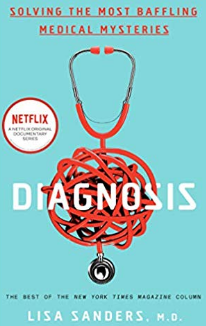 SOLVING THE MOST BAFFLING
MEDICAL MYSTERIES
NETFLIX
A NETFLIX ORIGINAL
DOCUMENTARY
SERIES
DIAGNOSIS
THE BEST OF THE NEW YORK TIMES MAGAZINE COLUMN
LISA SANDERS, M.D.